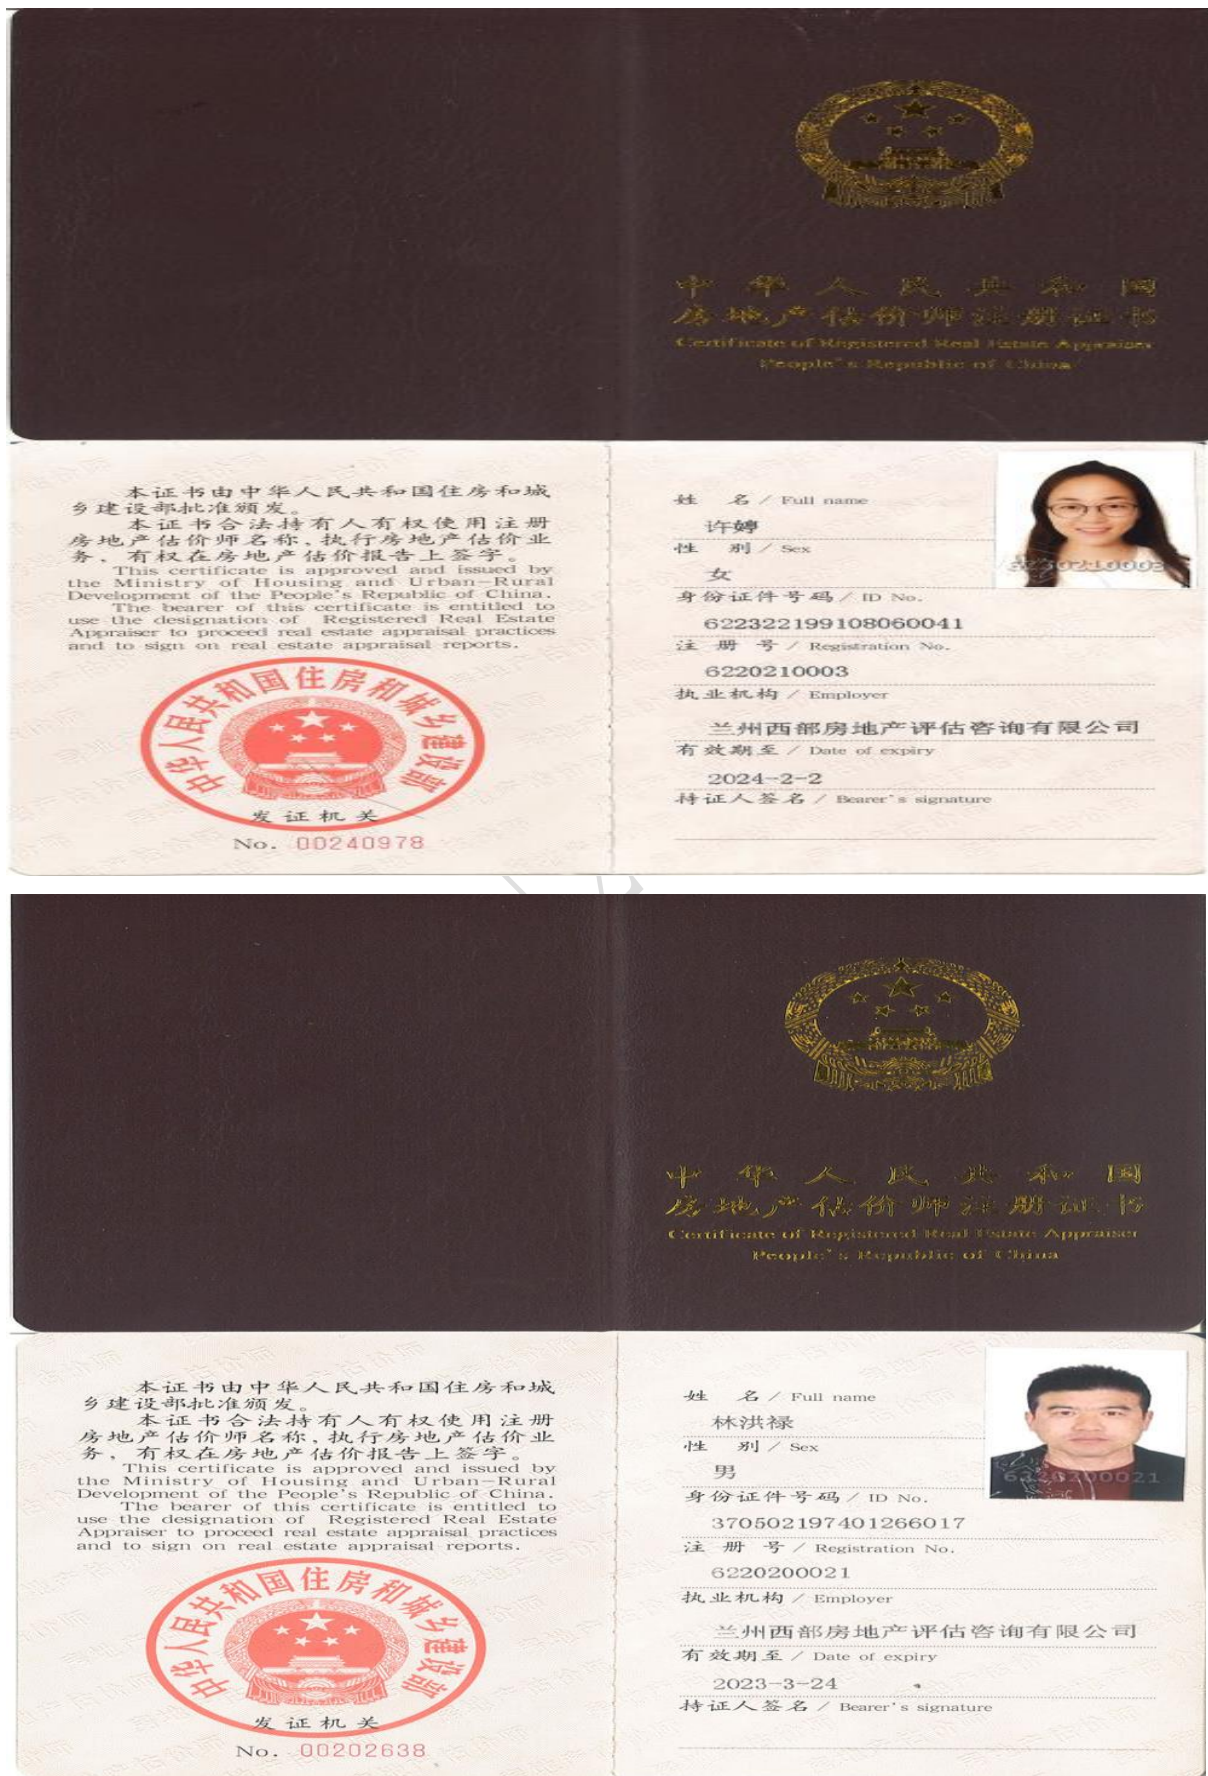 中华人民共和国
房地产估价师注册证书
Certificate of Registered Real Estate Appraiser
People's Republic of China
本证书由中华人民共和国住房和城
乡建设部批准颁发。
本证书合法持有人有权使用注册
房地产估价师名称，执行房地产估价业
务，有权在房地产估价报告上签字。
This certificate is approved and issued by
the Ministry of Housing and Urban-Rural
Development of the People's Republic of China.
The bearer of this certificate is entitled to
use the designation of Registered Real Estate
Appraiser to proceed real estate appraisal practices
and to sign on real estate appraisal reports.
中华人民共和国住房和城乡建设部
发证机关
No. 00240978
姓 名 / Full name
许婷
性 别 / Sex
女
身份证件号码 / ID No.
622322199108060041
注 册 号 / Registration No.
6220210003
执业机构 / Employer
兰州西部房地产评估咨询有限公司
有效期至 / Date of expiry
2024-2-2
持证人签名 / Bearer's signature
中华人民共和国
房地产估价师注册证书
Certificate of Registered Real Estate Appraiser
People's Republic of China
本证书由中华人民共和国住房和城
乡建设部批准颁发。
本证书合法持有人有权使用注册
房地产估价师名称，执行房地产估价业
务，有权在房地产估价报告上签字。
This certificate is approved and issued by
the Ministry of Housing and Urban-Rural
Development of the People's Republic of China.
The bearer of this certificate is entitled to
use the designation of Registered Real Estate
Appraiser to proceed real estate appraisal practices
and to sign on real estate appraisal reports.
中华人民共和国住房和城乡建设部
发证机关
No. 00202638
姓 名 / Full name
林洪禄
性 别 / Sex
男
身份证件号码 / ID No.
370502197401266017
注 册 号 / Registration No.
6220200021
执业机构 / Employer
兰州西部房地产评估咨询有限公司
有效期至 / Date of expiry
2023-3-24
持证人签名 / Bearer's signature